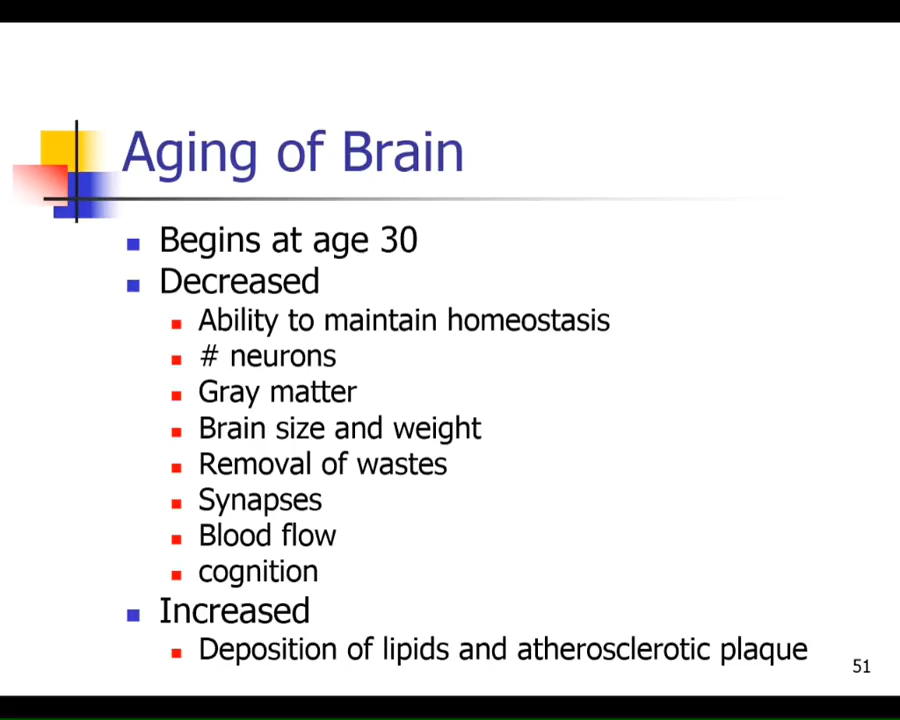 Aging of Brain
Begins at age 30
Decreased
Ability to maintain homeostasis
# neurons
Gray matter
Brain size and weight
Removal of wastes
Synapses
Blood flow
cognition
Increased
Deposition of lipids and atherosclerotic plaque
51